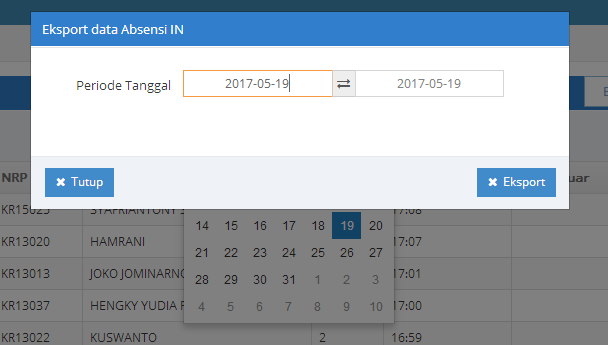 Eksport data Absensi IN
Periode Tanggal 2017-05-19 2017-05-19
Tutup Eksport
NRP uar
17:08
KR13020 HAMRANI 17:07
KR13013 JOKO JOMINARNO 17:01
KR13037 HENGKY YUDIA 17:00
KR13022 KUSWANTO 2 16:59
14 15 16 17 18 19 20
21 22 23 24 25 26 27
28 29 30 31 1 2 3
4 5 6 7 8 9 10